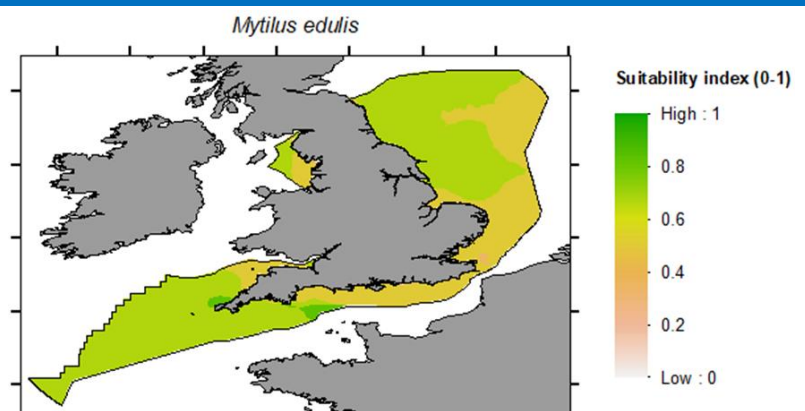 Mytilus edulis
Suitability index (0-1)
High : 1
0.8
0.6
0.4
0.2
Low : 0